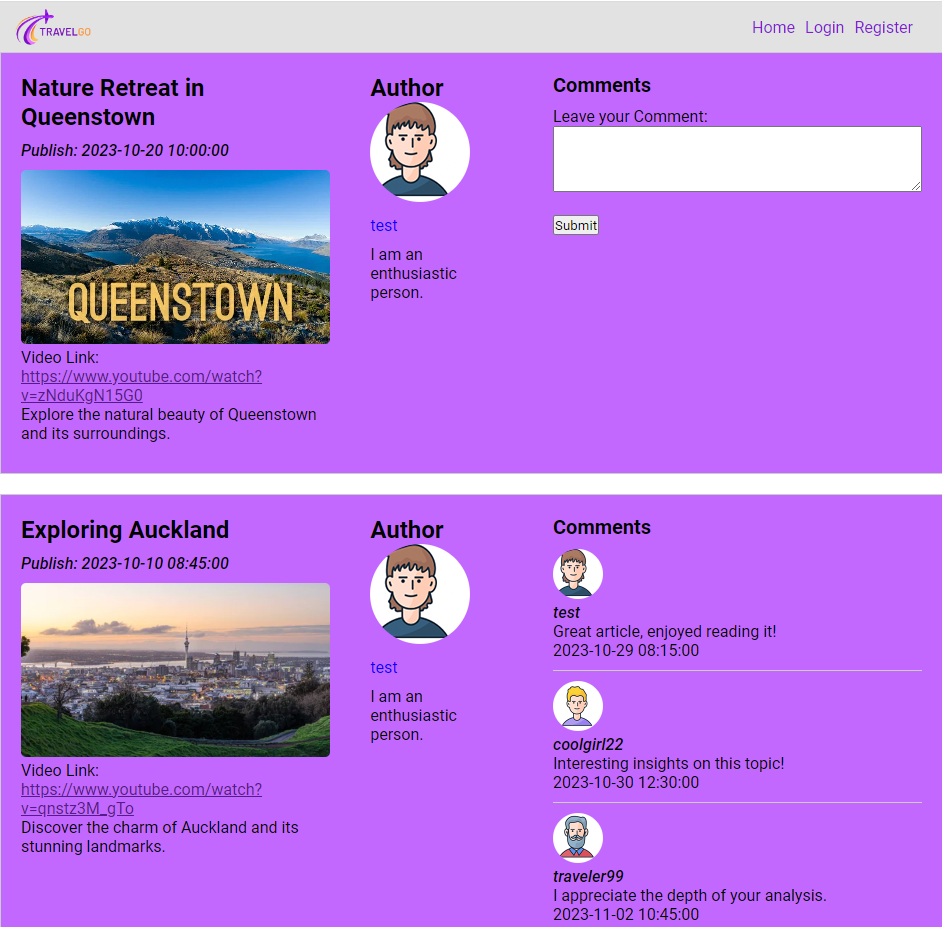 TRAVELGO
Home Login Register
Nature Retreat in
Queenstown
Publish: 2023-10-20 10:00:00
QUEENSTOWN
Video Link:
https://www.youtube.com/watch?
v=zNduKgN15G0
Explore the natural beauty of Queenstown
and its surroundings.
Author
test
I am an
enthusiastic
person.
Comments
Leave your Comment:
Submit
Exploring Auckland
Publish: 2023-10-10 08:45:00
Video Link:
https://www.youtube.com/watch?
v=qnstz3M_gTo
Discover the charm of Auckland and its
stunning landmarks.
Author
test
I am an
enthusiastic
person.
Comments
test
Great article, enjoyed reading it!
2023-10-29 08:15:00
coolgirl22
Interesting insights on this topic!
2023-10-30 12:30:00
traveler99
I appreciate the depth of your analysis.
2023-11-02 10:45:00